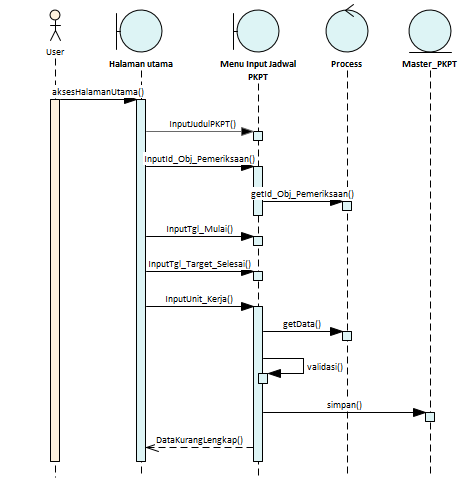 User
Halaman utama
Menu Input Jadwal
PKPT
Process
Master_PKPT
aksesHalamanUtama()
InputJudulPKPT()
InputId_Obj_Pemeriksaan()
getId_Obj_Pemeriksaan()
InputTgl_Mulai()
InputTgl_Target_Selesai()
InputUnit_Kerja()
getData()
validasi()
simpan()
DataKurangLengkap()